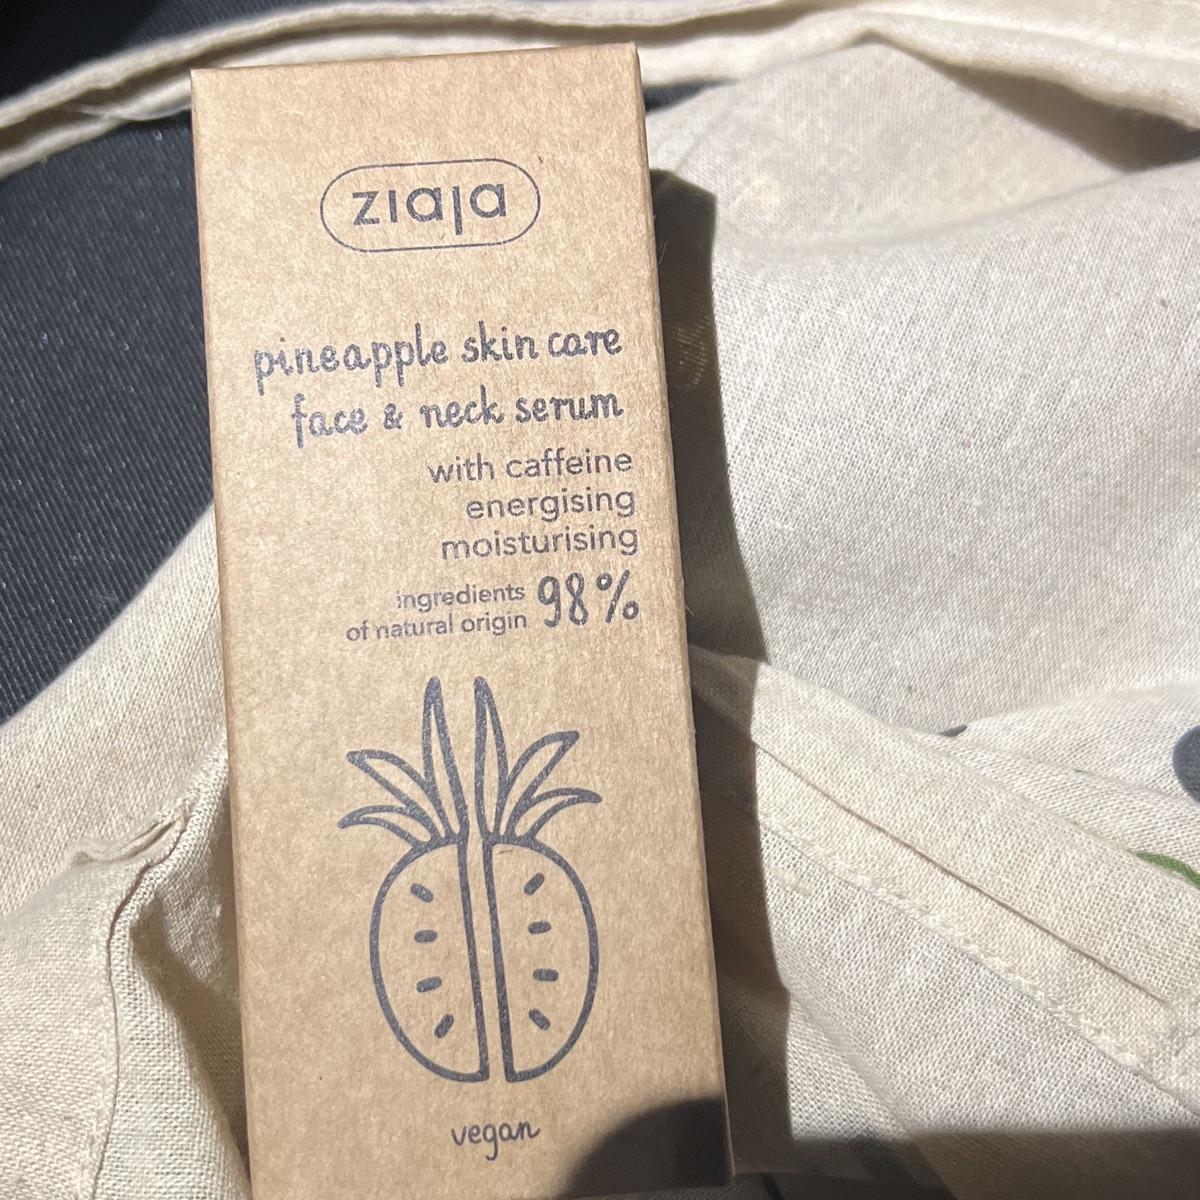 ziaja
pineapple skin care
face & neck serum
with caffeine
energising
moisturising
ingredients
of natural origin 98%
vegan